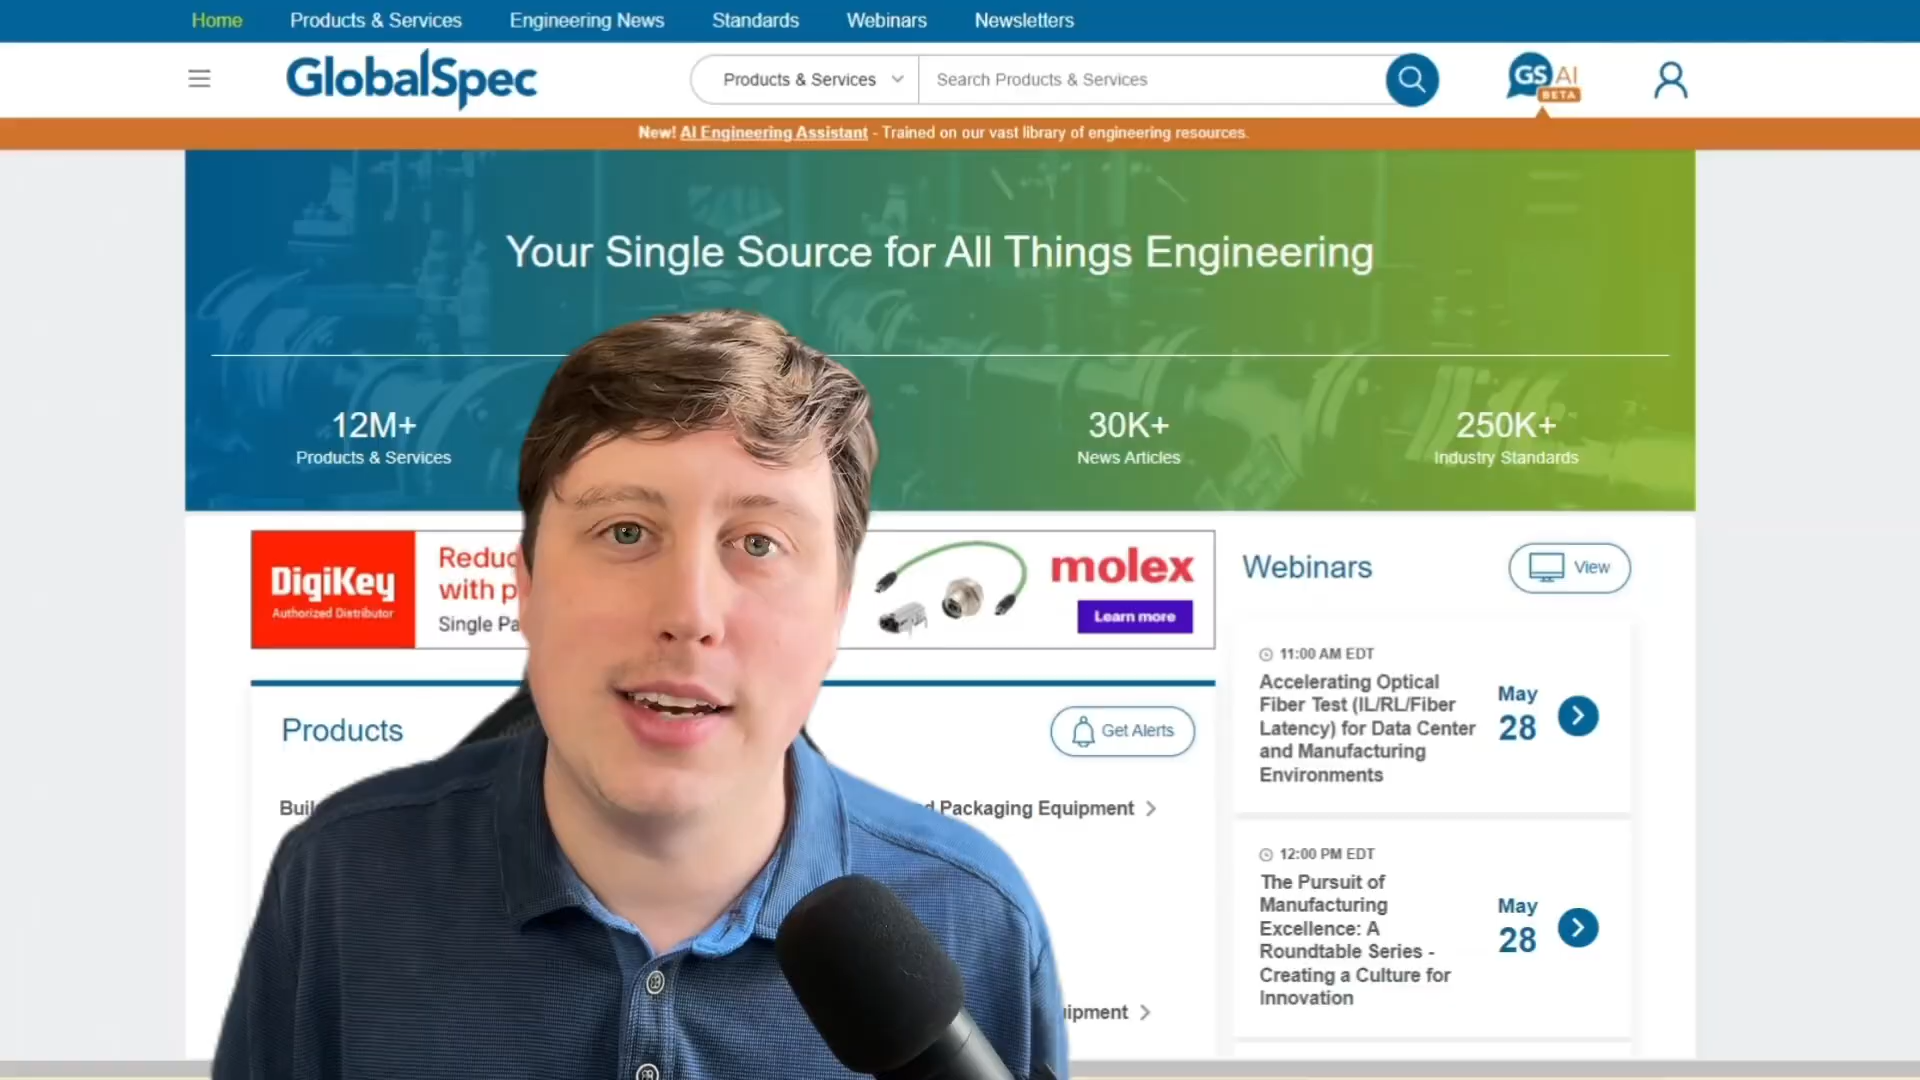 Home Products & Services Engineering News Standards Webinars Newsletters
GlobalSpec
Products & Services
Search Products & Services
GS AI
BETA
New! AI Engineering Assistant - Trained on our vast library of engineering resources.
Your Single Source for All Things Engineering
12M+
Products & Services
30K+
News Articles
250K+
Industry Standards
DigiKey
Authorized Distributor
with p
Single Pa
molex
Learn more
Webinars
View
11:00 AM EDT
Accelerating Optical
Fiber Test (IL/RL/Fiber
Latency) for Data Center
and Manufacturing
Environments
May
28
Products
Get Alerts
Packaging Equipment
12:00 PM EDT
The Pursuit of
Manufacturing
Excellence: A
Roundtable Series -
Creating a Culture for
Innovation
May
28